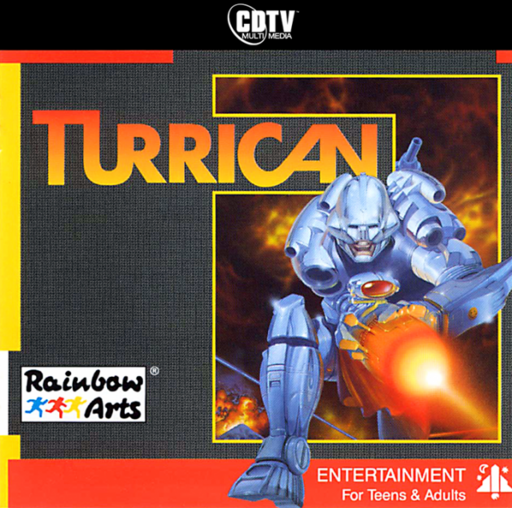 CDTV
MULTI MEDIA
TURRICAN
Rainbow®
Arts
ENTERTAINMENT
For Teens & Adults